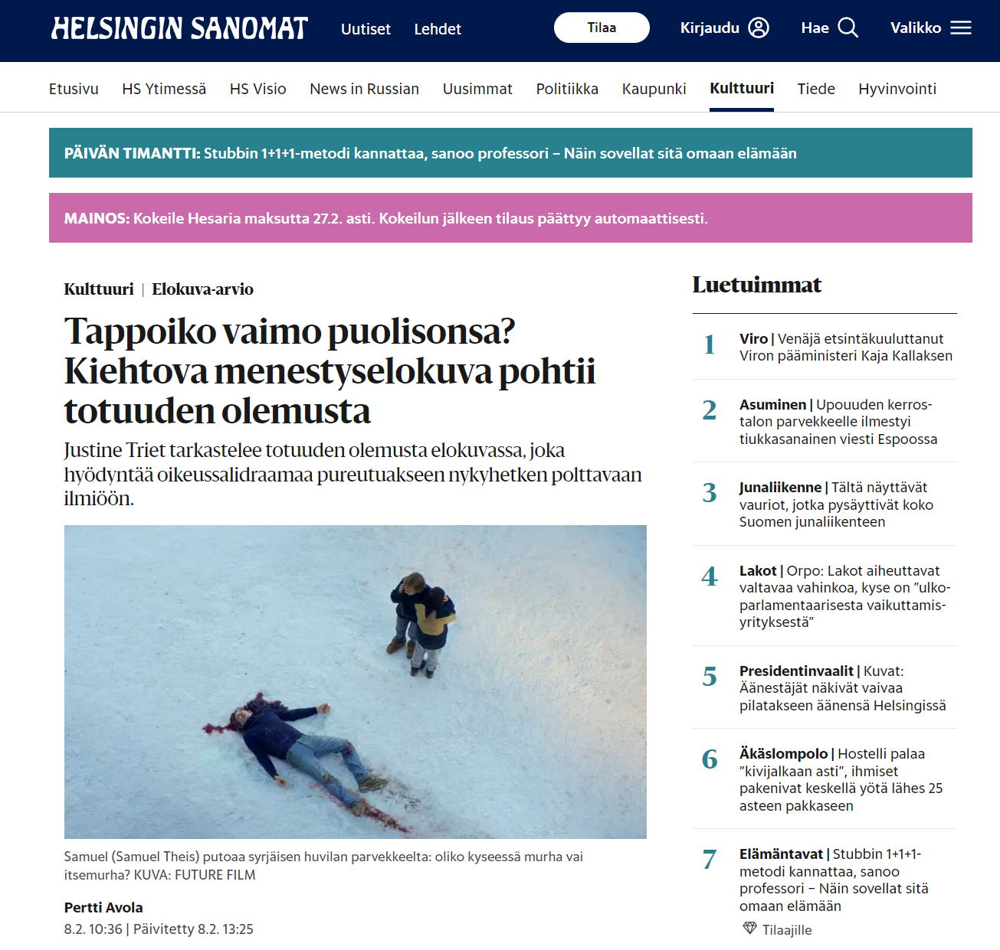 HELSINGIN SANOMAT
Uutiset
Lehdet
Tilaa
Kirjaudu
Hae
Valikko
Etusivu
HS Ytimessä
HS Visio
News in Russian
Uusimmat
Politiikka
Kaupunki
Kulttuuri
Tiede
Hyvinvointi
PÄIVÄN TIMANTTI: Stubbin 1+1+1-metodi kannattaa, sanoo professori – Näin sovellat sitä omaan elämään
MAINOS: Kokeile Hesaria maksutta 27.2. asti. Kokeilun jälkeen tilaus päättyy automaattisesti.
Kulttuuri | Elokuva-arvio
Tappoiko vaimo puolisonsa?
Kiehtova menestyselokuva pohtii
totuuden olemusta
Justine Triet tarkastelee totuuden olemusta elokuvassa, joka
hyödyntää oikeussalidraamaa pureutuakseen nykyhetken polttavaan
ilmiöön.
Samuel (Samuel Theis) putoaa syrjäisen huvilan parvekkeelta: oliko kyseessä murha vai
itsemurha? KUVA: FUTURE FILM
Pertti Avola
8.2. 10:36 | Päivitetty 8.2. 13:25
Luetuimmat
1
Viro | Venäjä etsintäkuuluttanut
Viron pääministeri Kaja Kallaksen
2
Asuminen | Upouuden kerros-
talon parvekkeelle ilmestyi
tiukkasanainen viesti Espoossa
3
Junaliikenne | Tältä näyttävät
vauriot, jotka pysäyttivät koko
Suomen junaliikenteen
4
Lakot | Orpo: Lakot aiheuttavat
valtavaa vahinkoa, kyse on ”ulko-
parlamentaarisesta vaikuttamis-
yrityksestä”
5
Presidentinvaalit | Kuvat:
Äänestäjät näkivät vaivaa
pilatakseen äänensä Helsingissä
6
Äkäslompolo | Hostelli palaa
”kivijalkaan asti”, ihmiset
pakenivat keskellä yötä lähes 25
asteen pakkaseen
7
Elämäntavat | Stubbin 1+1+1-
metodi kannattaa, sanoo
professori – Näin sovellat sitä
omaan elämään
Tilaajille